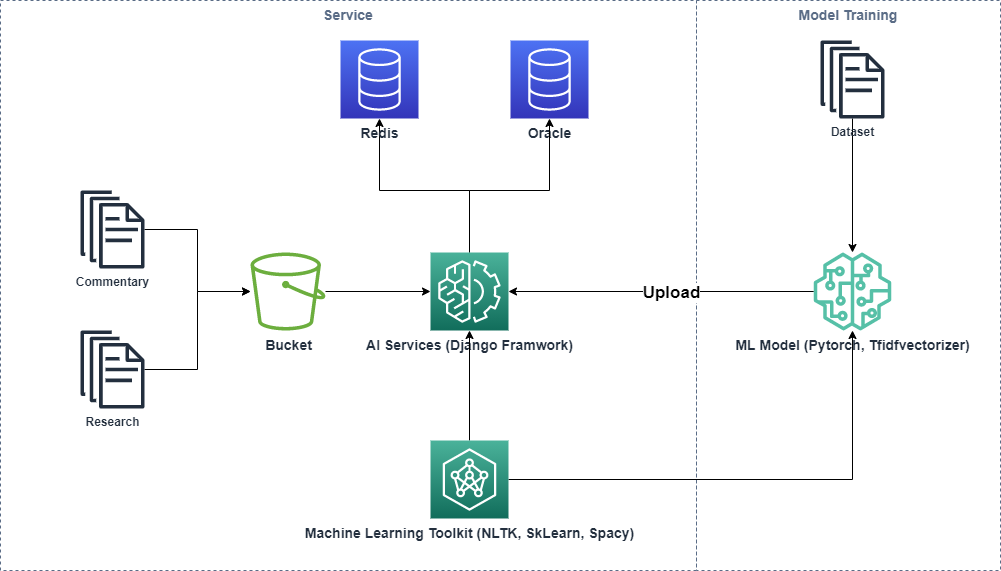 Service
Model Training
Redis
Oracle
Dataset
Commentary
Bucket
AI Services (Django Framwork)
Upload
ML Model (Pytorch, Tfidfvectorizer)
Research
Machine Learning Toolkit (NLTK, SkLearn, Spacy)